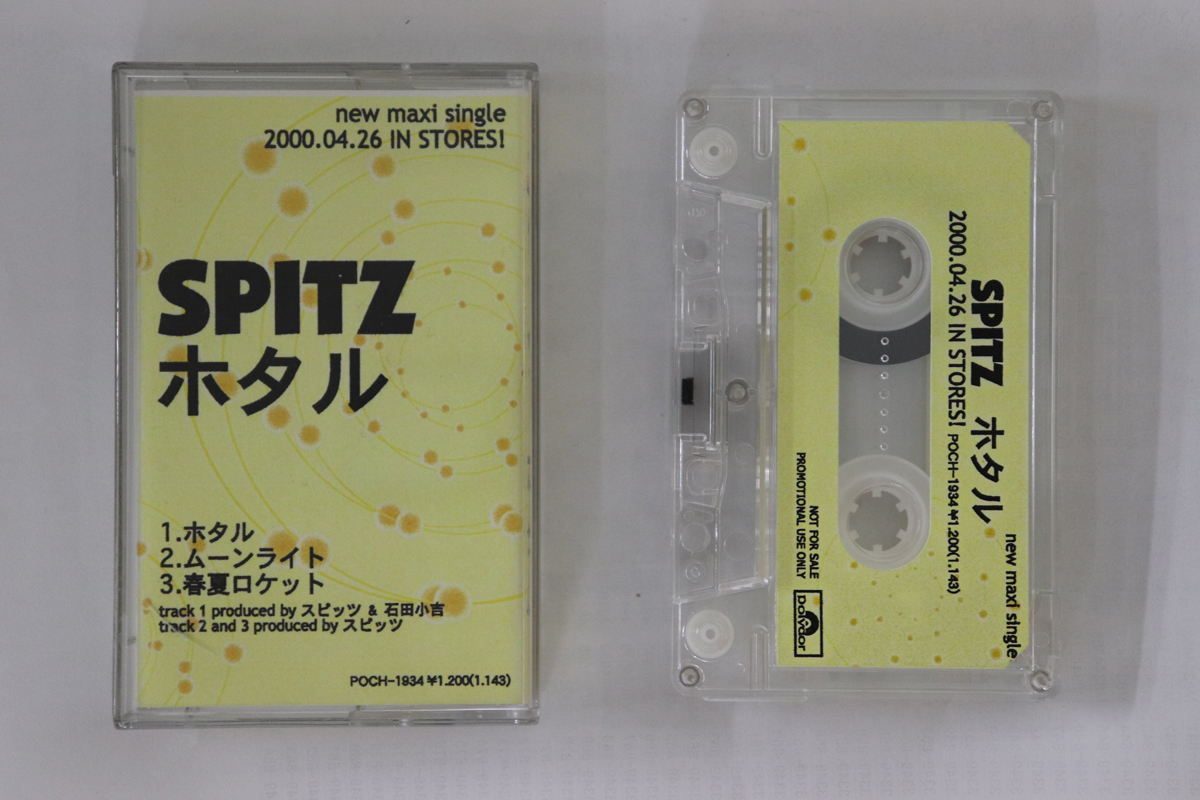 new maxi single
2000.04.26 IN STORES!
SPITZ
ホタル
1.ホタル
2.ムーンライト
3.春夏ロケット
track 1 produced by スピッツ & 石田小吉
track 2 and 3 produced by スピッツ
POCH-1934 ¥1.200(1.143)
new maxi single
SPITZ ホタル
2000.04.26 IN STORES! POCH-1934 ¥1.200(1.143)
NOT FOR SALE
PROMOTIONAL USE ONLY
Polydor